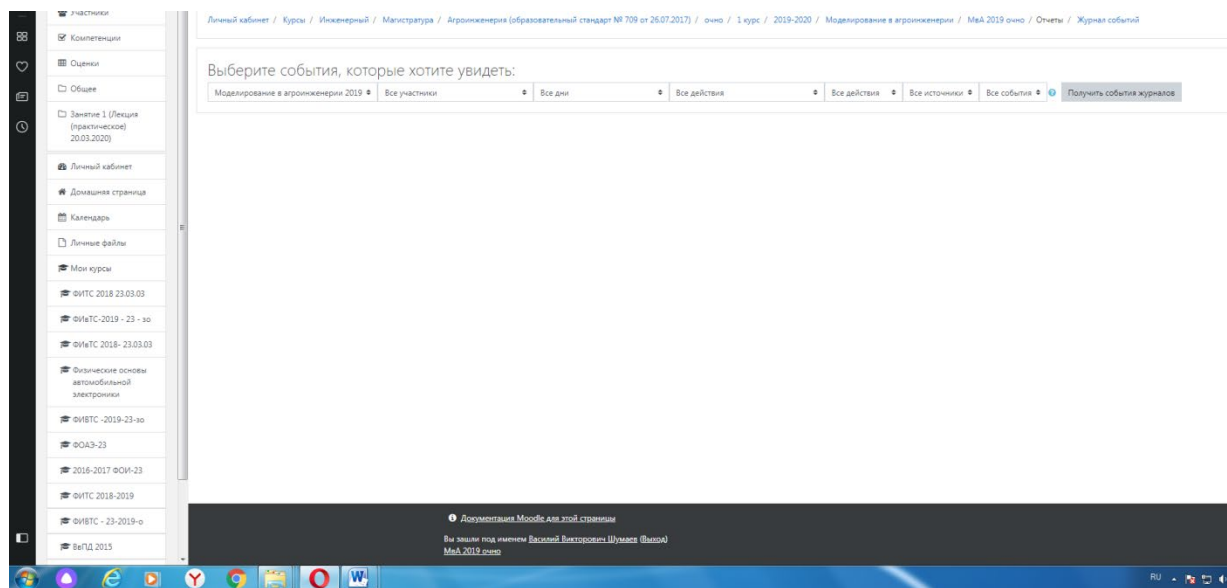 Участники
Компетенции
Оценки
Общее
Занятие 1 (Лекция
(практическое)
20.03.2020)
Личный кабинет
Домашняя страница
Календарь
Личные файлы
Мои курсы
ФИТС 2018 23.03.03
ФИвТС-2019 - 23 - зо
ФИвТС 2018- 23.03.03
Физические основы
автомобильной
электроники
ФИВТС -2019-23-зо
ФОАЭ-23
2016-2017 ФОИ-23
ФИТС 2018-2019
ФИВТС - 23-2019-о
ВвПД 2015
Личный кабинет / Курсы / Инженерный / Магистратура / Агроинженерия (образовательный стандарт № 709 от 26.07.2017) / очно / 1 курс / 2019-2020 / Моделирование в агроинженерии / МвА 2019 очно / Отчеты / Журнал событий
Выберите события, которые хотите увидеть:
Моделирование в агроинженерии 2019 Все участники Все дни Все действия Все действия Все источники Все события Получить события журналов
Документация Moodle для этой страницы
Вы зашли под именем Василий Викторович Шумаев (Выход)
МвА 2019 очно
RU